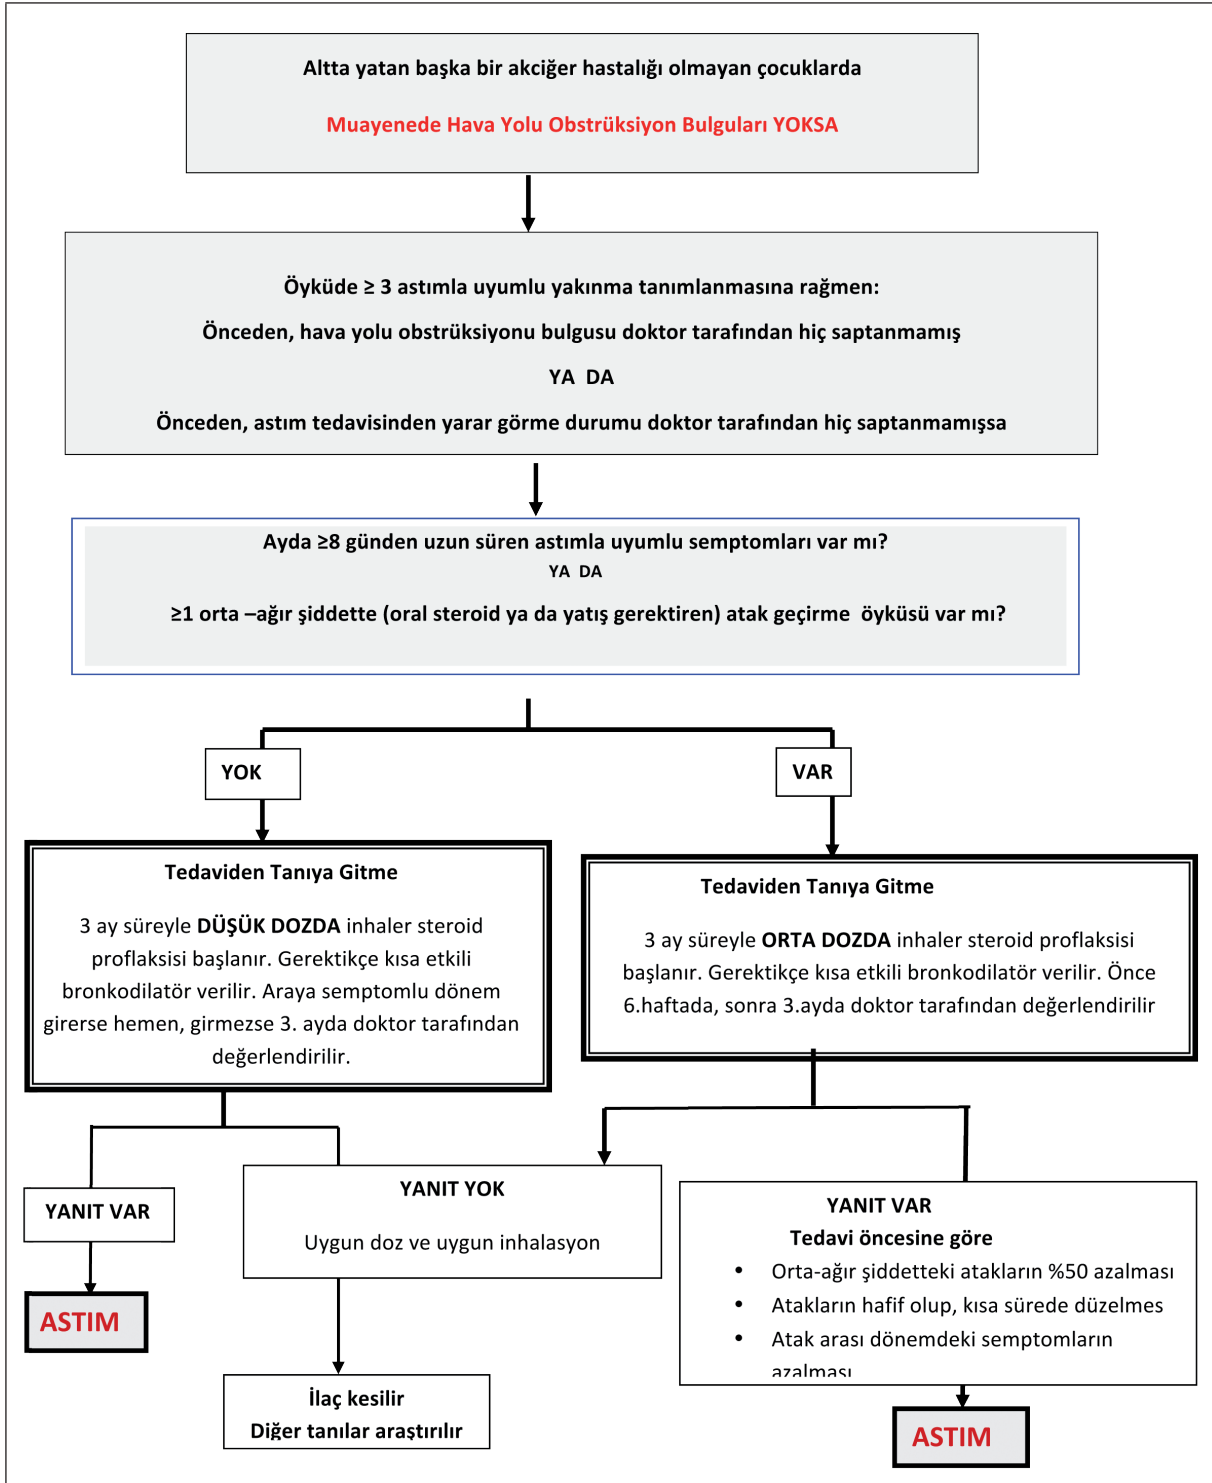 Altta yatan başka bir akciğer hastalığı olmayan çocuklarda
Muayenede Hava Yolu Obstrüksiyon Bulguları YOKSA
Öyküde ≥ 3 astımla uyumlu yakınma tanımlanmasına rağmen:
Önceden, hava yolu obstrüksiyonu bulgusu doktor tarafından hiç saptanmamış
YA DA
Önceden, astım tedavisinden yarar görme durumu doktor tarafından hiç saptanmamışsa
Ayda ≥8 günden uzun süren astımla uyumlu semptomları var mı?
YA DA
≥1 orta –ağır şiddette (oral steroid ya da yatış gerektiren) atak geçirme öyküsü var mı?
YOK
VAR
Tedaviden Tanıya Gitme
3 ay süreyle DÜŞÜK DOZDA inhaler steroid
proflaksisi başlanır. Gerektikçe kısa etkili
bronkodilatör verilir. Araya semptomlu dönem
girerse hemen, girmezse 3. ayda doktor tarafından
değerlendirilir.
Tedaviden Tanıya Gitme
3 ay süreyle ORTA DOZDA inhaler steroid proflaksisi
başlanır. Gerektikçe kısa etkili bronkodilatör verilir. Önce
6.haftada, sonra 3.ayda doktor tarafından değerlendirilir
YANIT VAR
ASTIM
YANIT YOK
Uygun doz ve uygun inhalasyon
İlaç kesilir
Diğer tanılar araştırılır
YANIT VAR
Tedavi öncesine göre
• Orta-ağır şiddetteki atakların %50 azalması
• Atakların hafif olup, kısa sürede düzelmes
• Atak arası dönemdeki semptomların
azalması
ASTIM